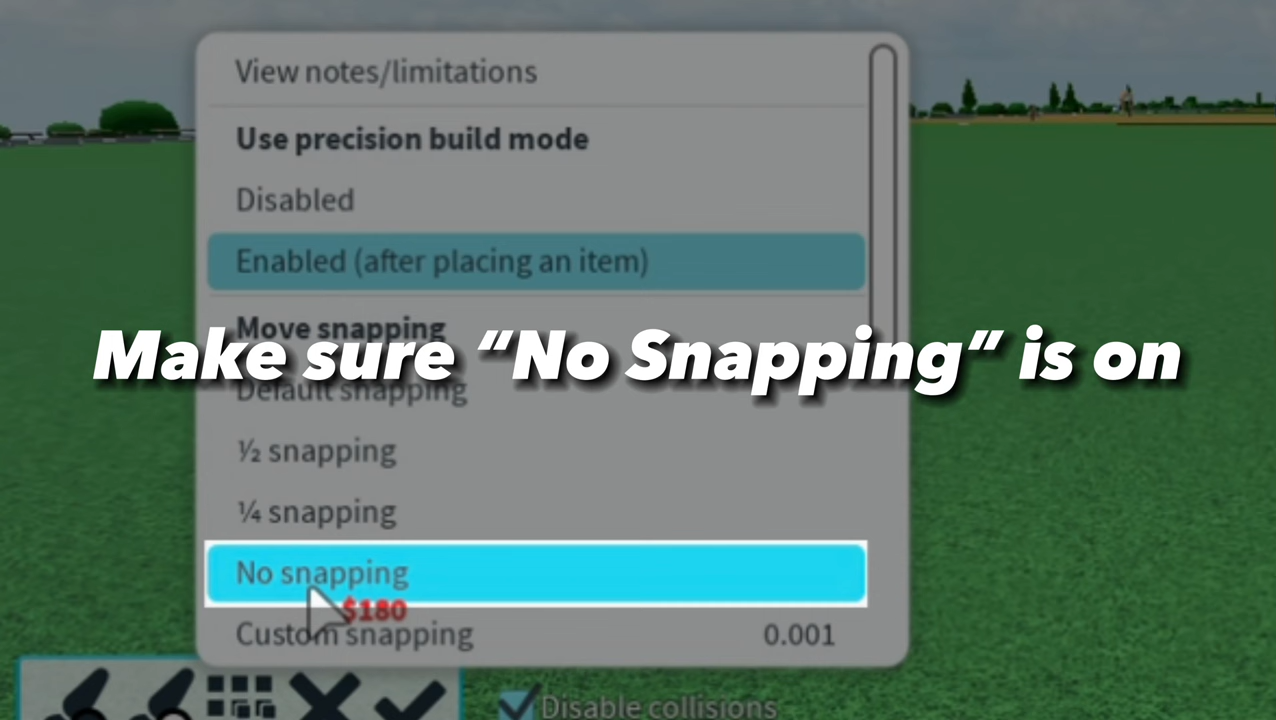 View notes/limitations
Use precision build mode
Disabled
Enabled (after placing an item)
Move snapping
Make sure “No Snapping” is on
Default snapping
½ snapping
¼ snapping
No snapping
$180
Custom snapping 0.001
Disable collisions